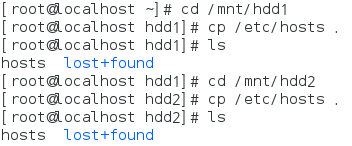 [root@localhost ~]# cd /mnt/hdd1
[root@localhost hdd1]# cp /etc/hosts .
[root@localhost hdd1]# ls
hosts  lost+found
[root@localhost hdd1]# cd /mnt/hdd2
[root@localhost hdd2]# cp /etc/hosts .
[root@localhost hdd2]# ls
hosts  lost+found